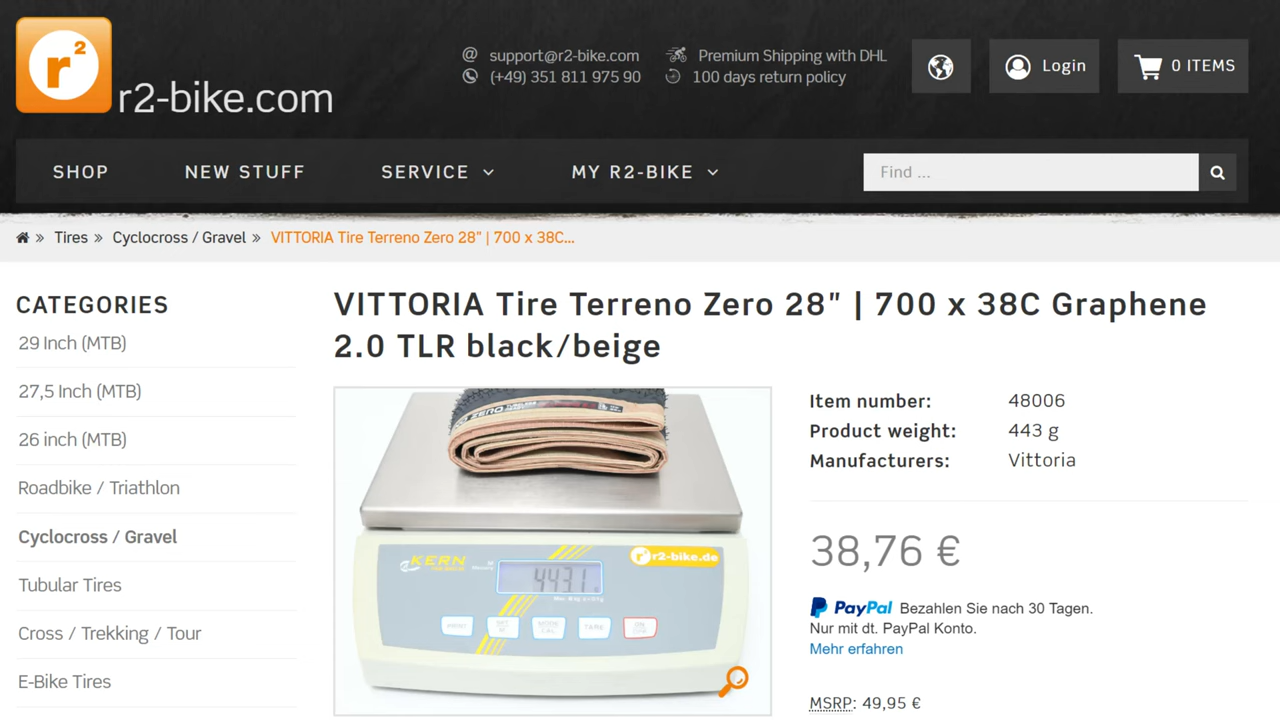 r2
r2-bike.com
support@r2-bike.com
(+49) 351 811 975 90
Premium Shipping with DHL
100 days return policy
Login
0 ITEMS
SHOP
NEW STUFF
SERVICE
MY R2-BIKE
Find ...
» Tires » Cyclocross / Gravel » VITTORIA Tire Terreno Zero 28" | 700 x 38C...
CATEGORIES
29 Inch (MTB)
27,5 Inch (MTB)
26 inch (MTB)
Roadbike / Triathlon
Cyclocross / Gravel
Tubular Tires
Cross / Trekking / Tour
E-Bike Tires
VITTORIA Tire Terreno Zero 28" | 700 x 38C Graphene
2.0 TLR black/beige
ZERO
KERN
r2-bike.de
443.1
TARE
Item number: 48006
Product weight: 443 g
Manufacturers: Vittoria
38,76 €
PayPal Bezahlen Sie nach 30 Tagen.
Nur mit dt. PayPal Konto.
Mehr erfahren
MSRP: 49,95 €